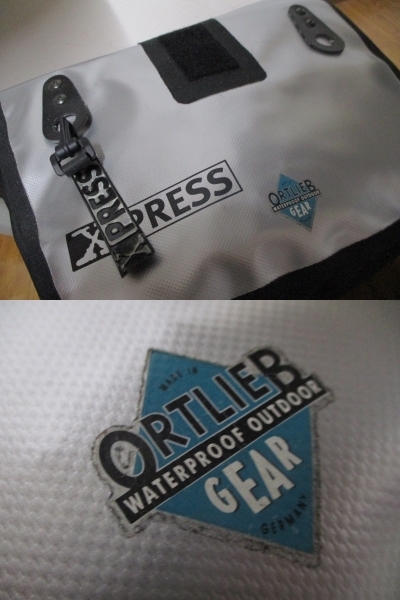 XPRESS
XPRESS
ORTLIEB
WATERPROOF OUTDOOR
GEAR
MADE IN
ORTLIEB
WATERPROOF OUTDOOR
GEAR
GERMANY